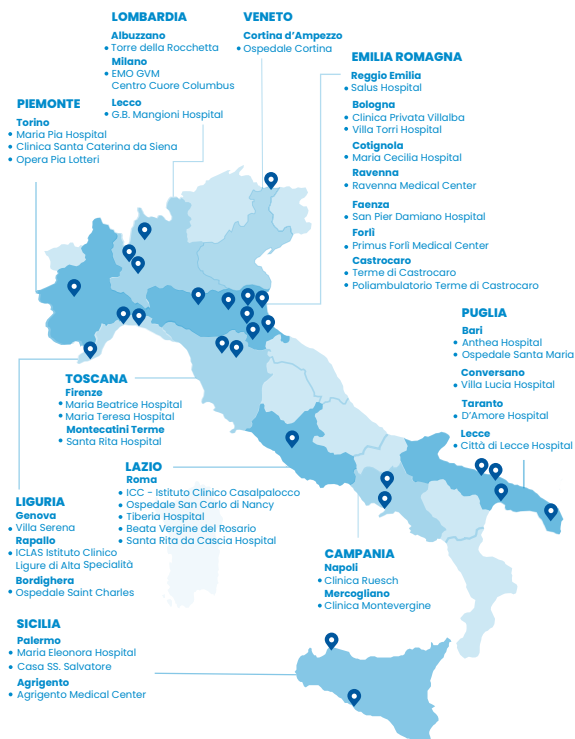 LOMBARDIA
Albuzzano
• Torre della Rocchetta
Milano
• EMO GVM
Centro Cuore Columbus
Lecco
• G.B. Mangioni Hospital
VENETO
Cortina d’Ampezzo
• Ospedale Cortina
EMILIA ROMAGNA
Reggio Emilia
• Salus Hospital
Bologna
• Clinica Privata Villalba
• Villa Torri Hospital
Cotignola
• Maria Cecilia Hospital
Ravenna
• Ravenna Medical Center
Faenza
• San Pier Damiano Hospital
Forlì
• Primus Forlì Medical Center
Castrocaro
• Terme di Castrocaro
• Poliambulatorio Terme di Castrocaro
PIEMONTE
Torino
• Maria Pia Hospital
• Clinica Santa Caterina da Siena
• Opera Pia Lotteri
PUGLIA
Bari
• Anthea Hospital
• Ospedale Santa Maria
Conversano
• Villa Lucia Hospital
Taranto
• D’Amore Hospital
Lecce
• Città di Lecce Hospital
TOSCANA
Firenze
• Maria Beatrice Hospital
• Maria Teresa Hospital
Montecatini Terme
• Santa Rita Hospital
LAZIO
Roma
• ICC - Istituto Clinico Casalpalocco
• Ospedale San Carlo di Nancy
• Tiberia Hospital
• Beata Vergine del Rosario
• Santa Rita da Cascia Hospital
LIGURIA
Genova
• Villa Serena
Rapallo
• ICLAS Istituto Clinico
Ligure di Alta Specialità
Bordighera
• Ospedale Saint Charles
CAMPANIA
Napoli
• Clinica Ruesch
Mercogliano
• Clinica Montevergine
SICILIA
Palermo
• Maria Eleonora Hospital
• Casa SS. Salvatore
Agrigento
• Agrigento Medical Center